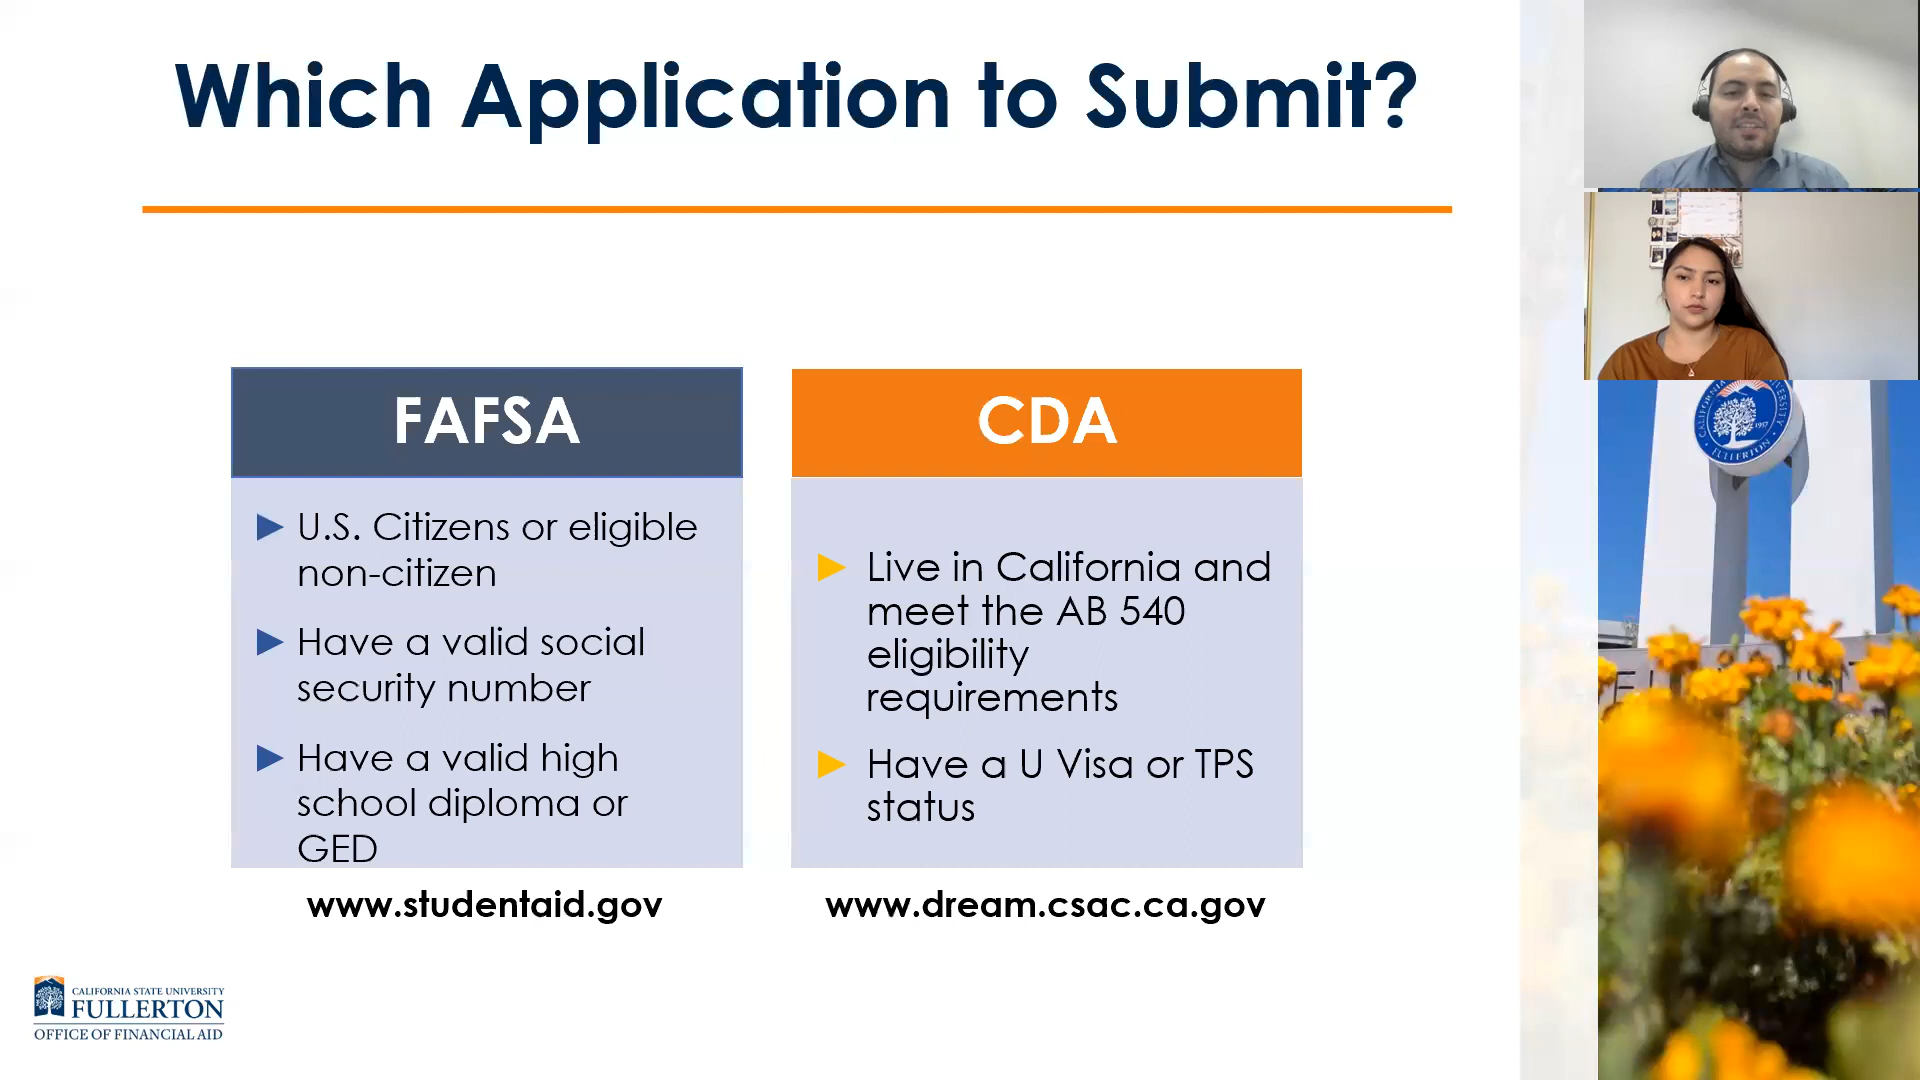 Which Application to Submit?
FAFSA
U.S. Citizens or eligible
non-citizen
Have a valid social
security number
Have a valid high
school diploma or
GED
www.studentaid.gov
CDA
Live in California and
meet the AB 540
eligibility
requirements
Have a U Visa or TPS
status
www.dream.csac.ca.gov
CALIFORNIA STATE UNIVERSITY
FULLERTON
OFFICE OF FINANCIAL AID
1957
FULLERTON